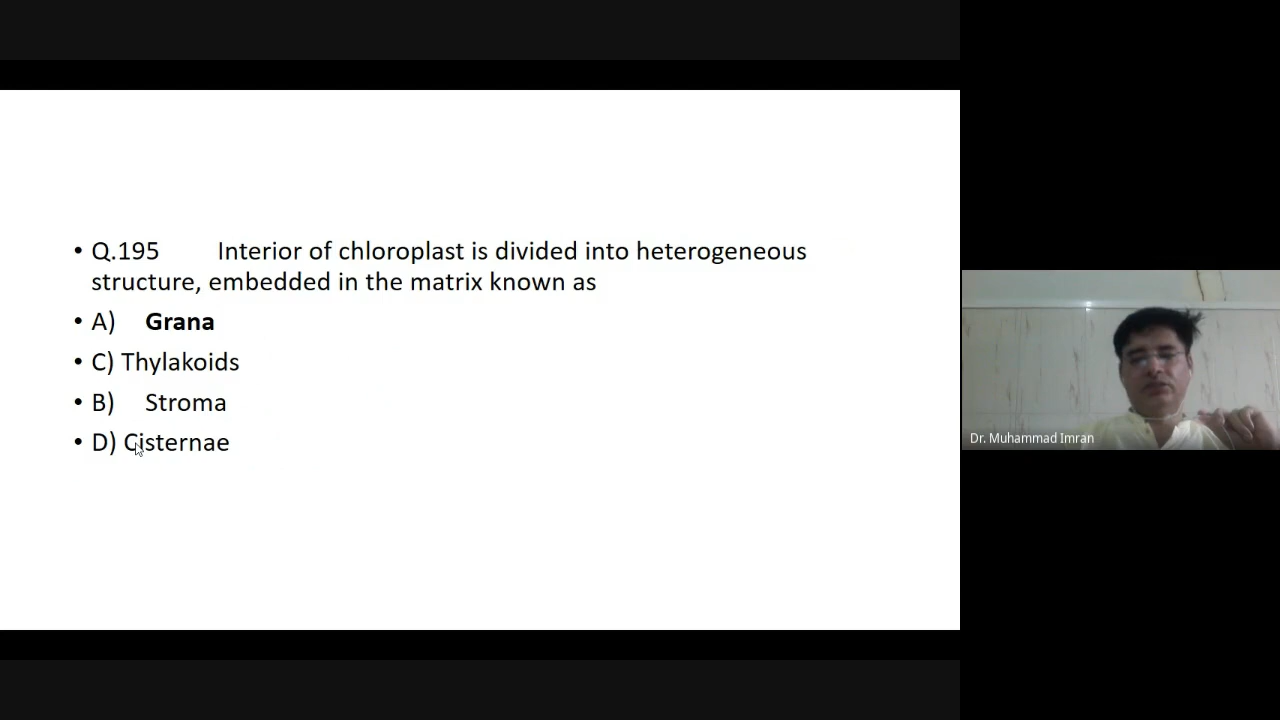 • Q.195 Interior of chloroplast is divided into heterogeneous
structure, embedded in the matrix known as
• A) Grana
• C) Thylakoids
• B) Stroma
• D) Cisternae
Dr. Muhammad Imran